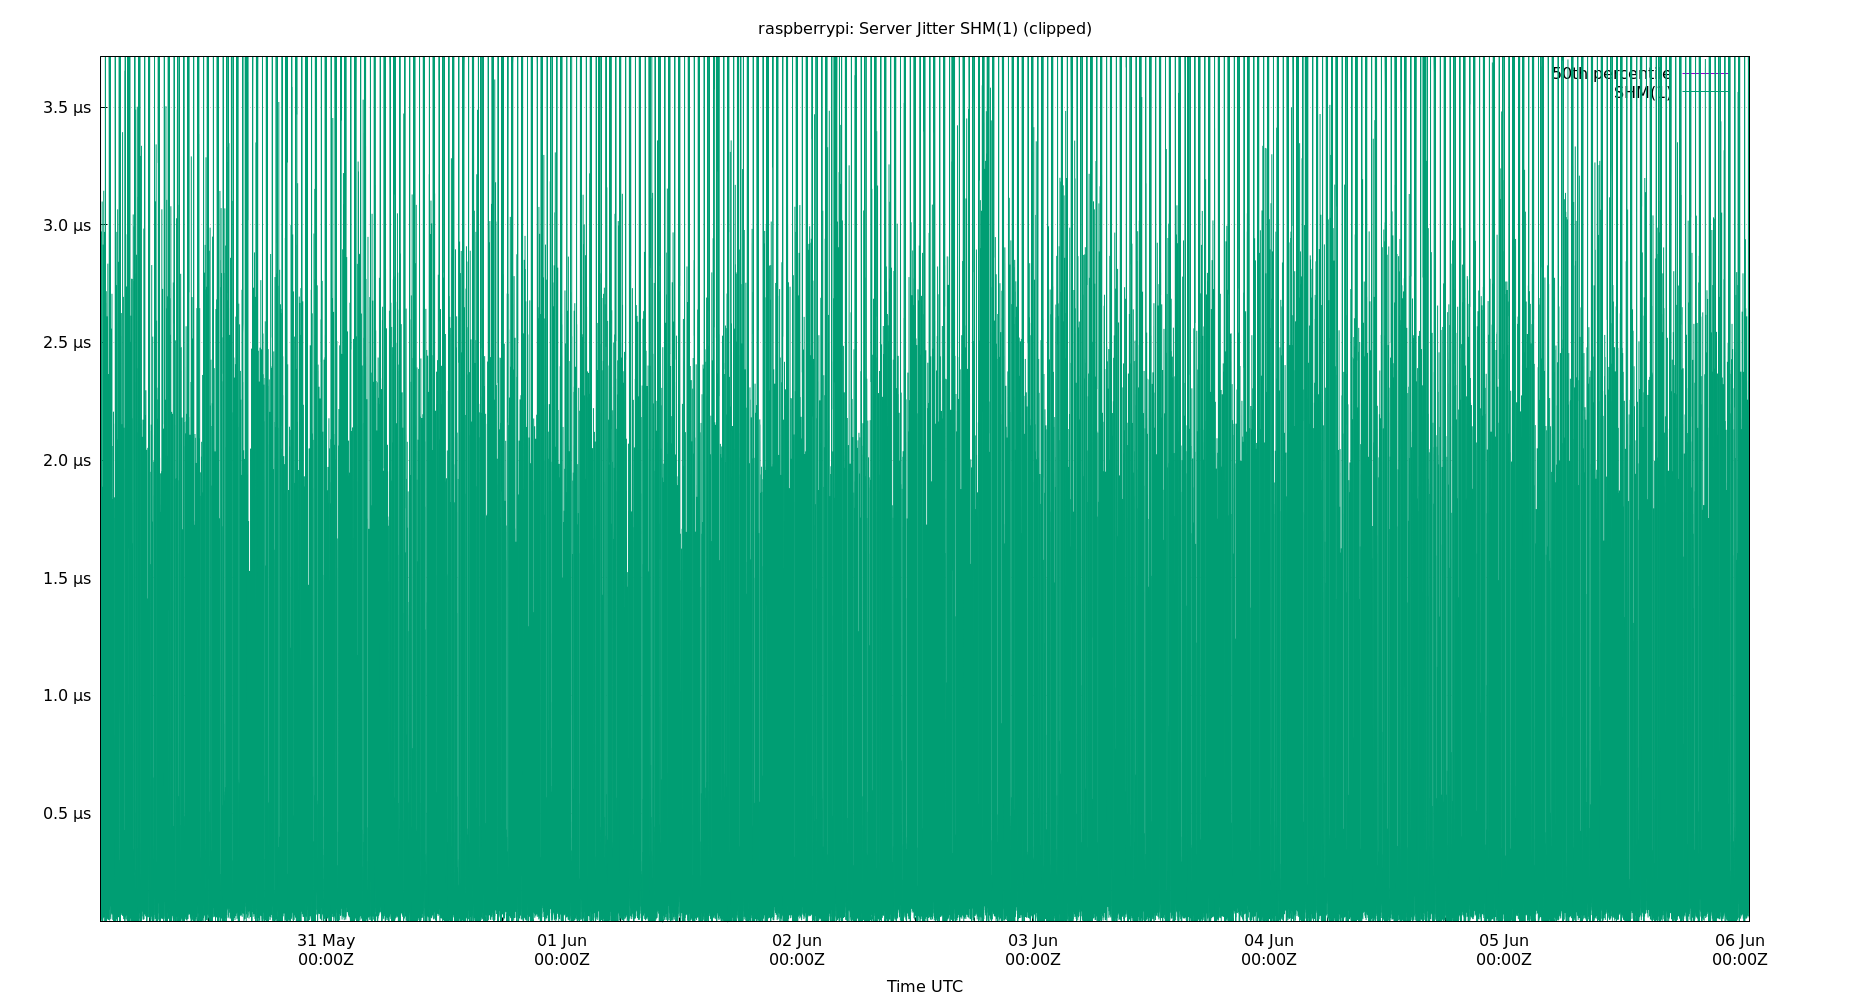 raspberrypi: Server Jitter SHM(1) (clipped)
50th percentile
SHM(1)
3.5 µs
3.0 µs
2.5 µs
2.0 µs
1.5 µs
1.0 µs
0.5 µs
31 May 01 Jun 02 Jun 03 Jun 04 Jun 05 Jun 06 Jun
00:00Z 00:00Z 00:00Z 00:00Z 00:00Z 00:00Z 00:00Z
Time UTC